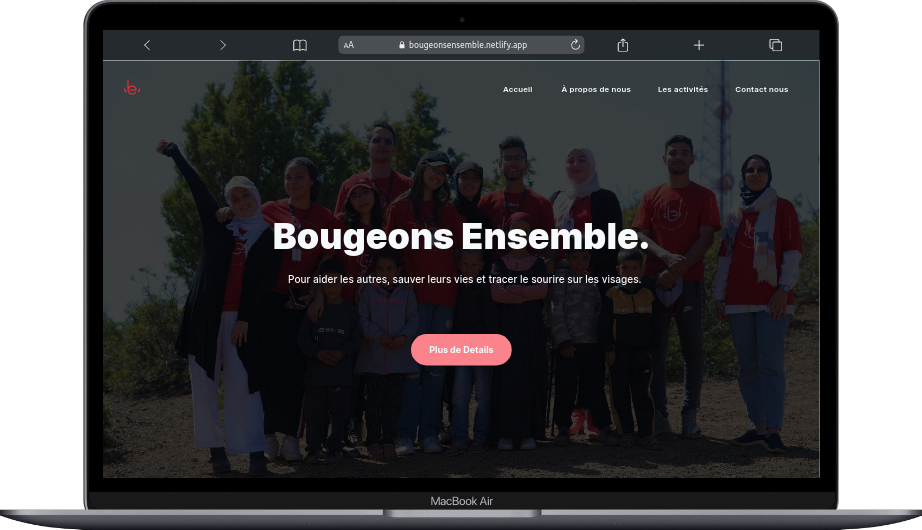 AA
bougeonsensemble.netlify.app
Accueil
À propos de nous
Les activités
Contact nous
Bougeons Ensemble.
Pour aider les autres, sauver leurs vies et tracer le sourire sur les visages.
Plus de Details
MacBook Air